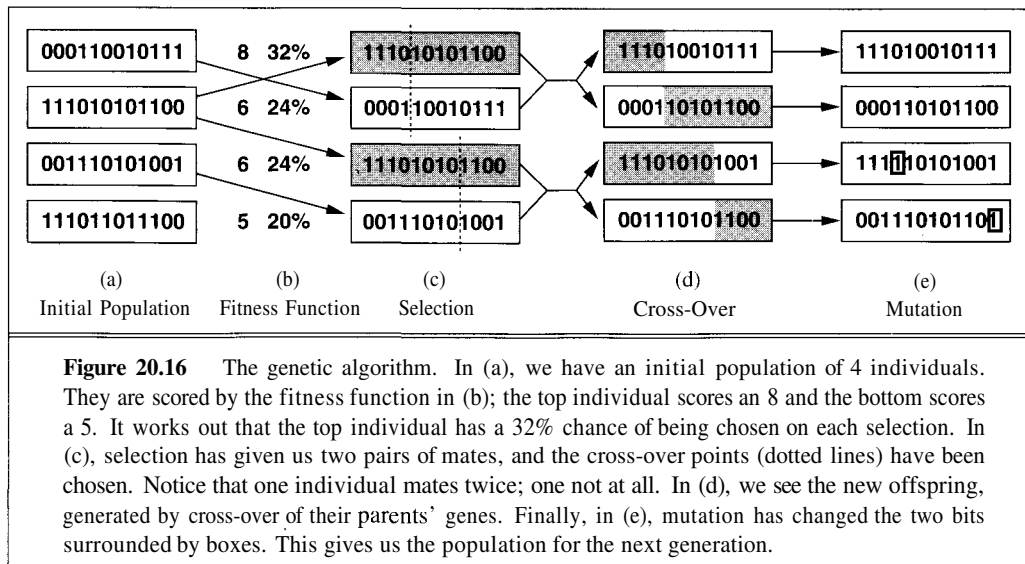 000110010111 8 32% 111010101100 111010010111 111010010111
111010101100 6 24% 000110010111 000110101100 000110101100
001110101001 6 24% 111010101100 111010101001 111110101001
111011011100 5 20% 001110101001 001110101100 001110101101
(a) (b) (c) (d) (e)
Initial Population Fitness Function Selection Cross-Over Mutation
Figure 20.16 The genetic algorithm. In (a), we have an initial population of 4 individuals.
They are scored by the fitness function in (b); the top individual scores an 8 and the bottom scores
a 5. It works out that the top individual has a 32% chance of being chosen on each selection. In
(c), selection has given us two pairs of mates, and the cross-over points (dotted lines) have been
chosen. Notice that one individual mates twice; one not at all. In (d), we see the new offspring,
generated by cross-over of their parents' genes. Finally, in (e), mutation has changed the two bits
surrounded by boxes. This gives us the population for the next generation.